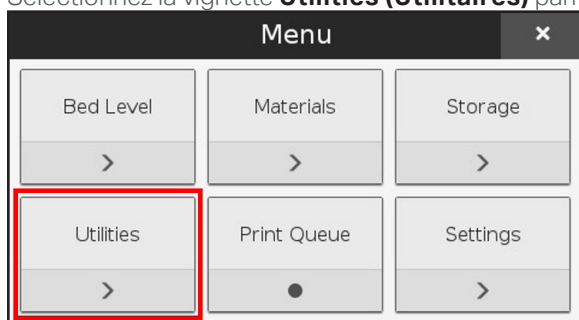 Sélectionnez la vignette Utilities (Utilitaires)
Menu ×
Bed Level Materials Storage
> > >
Utilities Print Queue Settings
> ● >